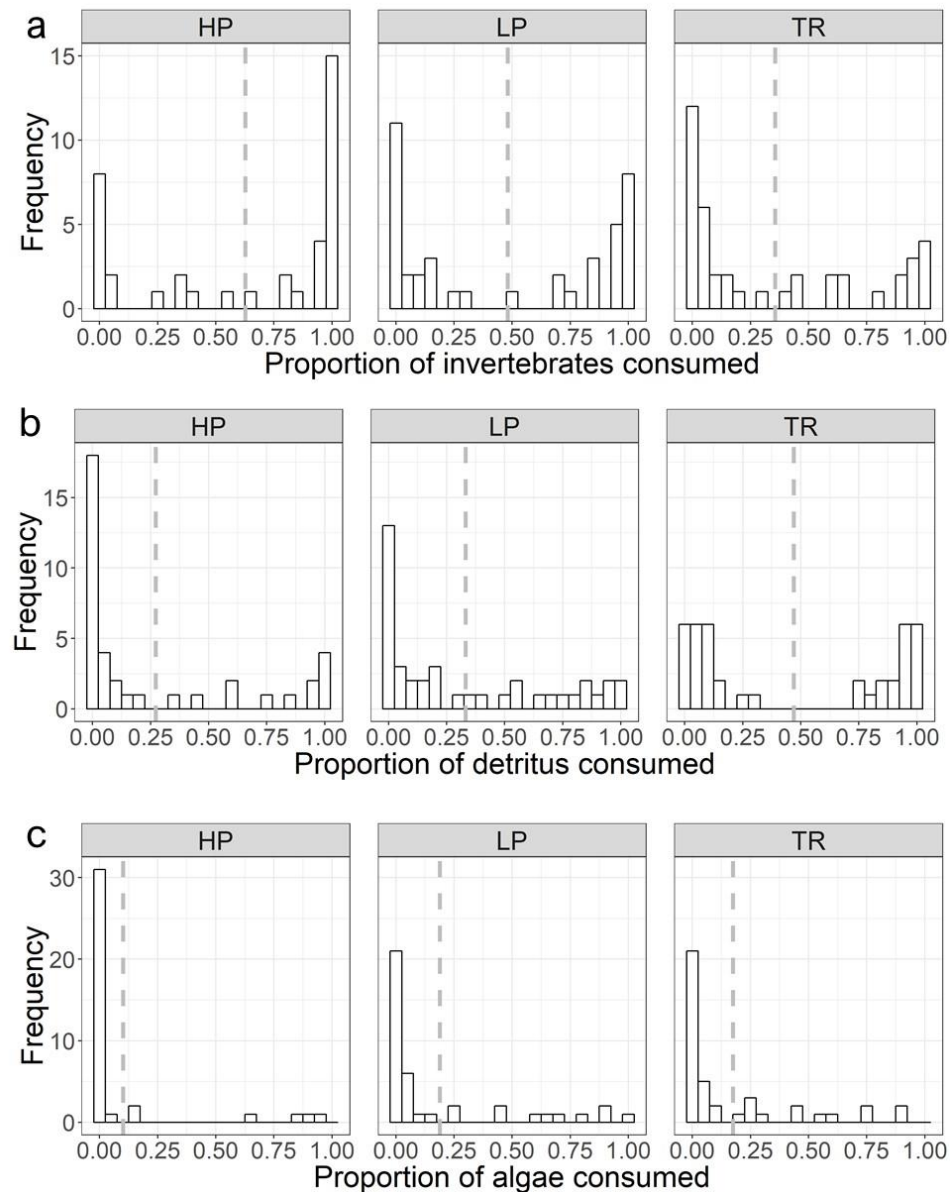 a
HP LP TR
Frequency
15
10
5
0
0.00 0.25 0.50 0.75 1.00 0.00 0.25 0.50 0.75 1.00 0.00 0.25 0.50 0.75 1.00
Proportion of invertebrates consumed
b
HP LP TR
Frequency
15
10
5
0
0.00 0.25 0.50 0.75 1.00 0.00 0.25 0.50 0.75 1.00 0.00 0.25 0.50 0.75 1.00
Proportion of detritus consumed
c
HP LP TR
Frequency
30
20
10
0
0.00 0.25 0.50 0.75 1.00 0.00 0.25 0.50 0.75 1.00 0.00 0.25 0.50 0.75 1.00
Proportion of algae consumed